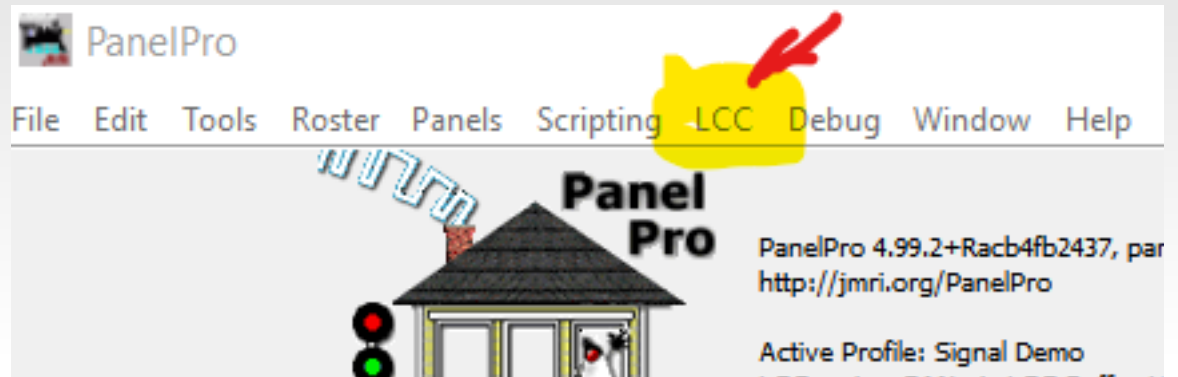 PanelPro
File Edit Tools Roster Panels Scripting LCC Debug Window Help
Panel
Pro
PanelPro 4.99.2+Racb4fb2437, par
http://jmri.org/PanelPro
Active Profile: Signal Demo